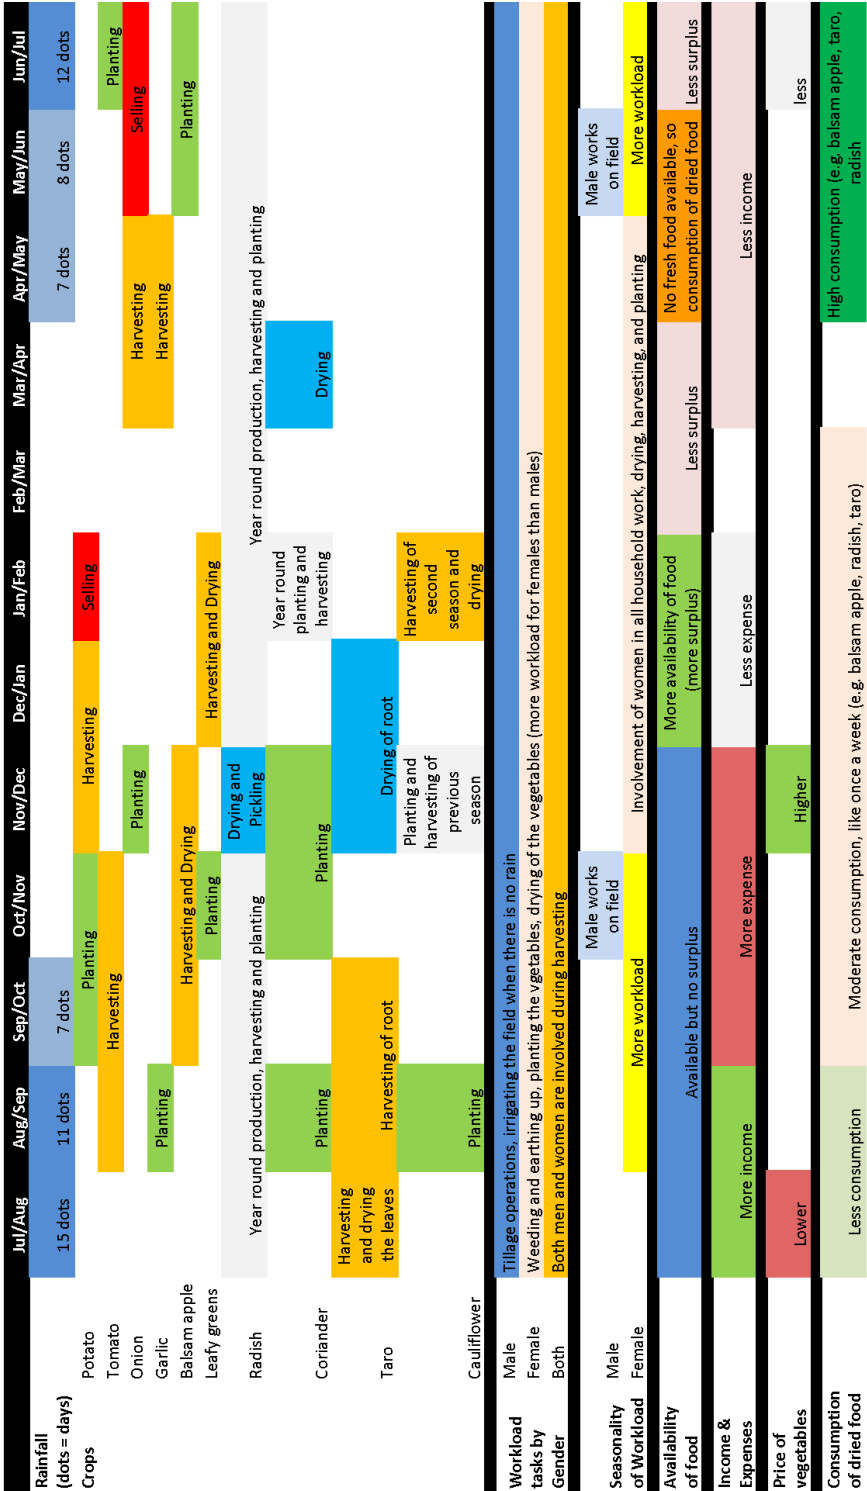 Jul/Aug Aug/Sep Sep/Oct Oct/Nov Nov/Dec Dec/Jan Jan/Feb Feb/Mar Mar/Apr Apr/May May/Jun Jun/Jul
Rainfall
(dots = days) 15 dots 11 dots 7 dots 7 dots 8 dots 12 dots
Crops Potato Planting Harvesting Selling
Tomato Harvesting Planting
Onion Planting Harvesting Selling
Garlic Planting Harvesting
Balsam apple Harvesting and Drying Planting
Leafy greens Planting Harvesting and Drying
Radish Year round production, harvesting and planting
Drying and
Pickling
Year round production, harvesting and planting
Coriander Planting Planting
Year round
planting and
harvesting
Drying
Taro
Harvesting
and drying
the leaves
Harvesting of root Drying of root
Cauliflower Planting
Planting and
harvesting of
previous
season
Harvesting of
second
season and
drying
Workload
tasks by
Gender
Male Tillage operations, irrigating the field when there is no rain
Female Weeding and earthing up, planting the vgetables, drying of the vegetables (more workload for females than males)
Both Both men and women are involved during harvesting
Seasonality
of Workload
Male
Male works
on field
Male works
on field
Female More workload Involvement of women in all household work, drying, harvesting, and planting More workload
Availability
of food
Available but no surplus
More availability of food
(more surplus)
Less surplus
No fresh food available, so
consumption of dried food
Less surplus
Income &
Expenses
More income More expense Less expense Less income
Price of
vegetables
Lower Higher less
Consumption
of dried food
Less consumption Moderate consumption, like once a week (e.g. balsam apple, radish, taro)
High consumption (e.g. balsam apple, taro,
radish